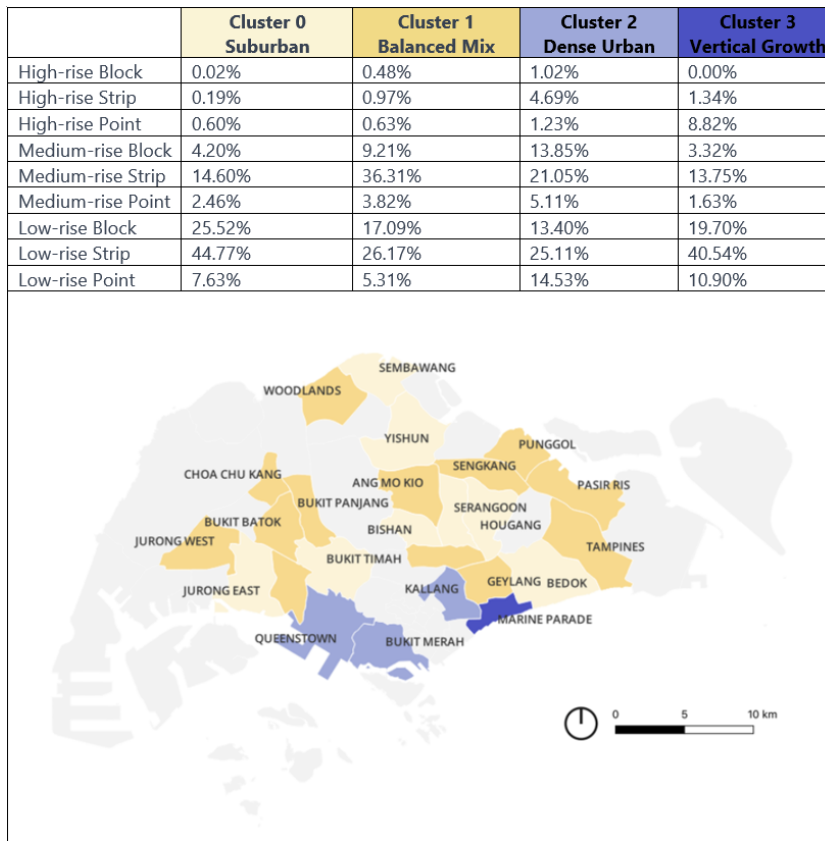 Cluster 0 Cluster 1 Cluster 2 Cluster 3
Suburban Balanced Mix Dense Urban Vertical Growth
High-rise Block 0.02% 0.48% 1.02% 0.00%
High-rise Strip 0.19% 0.97% 4.69% 1.34%
High-rise Point 0.60% 0.63% 1.23% 8.82%
Medium-rise Block 4.20% 9.21% 13.85% 3.32%
Medium-rise Strip 14.60% 36.31% 21.05% 13.75%
Medium-rise Point 2.46% 3.82% 5.11% 1.63%
Low-rise Block 25.52% 17.09% 13.40% 19.70%
Low-rise Strip 44.77% 26.17% 25.11% 40.54%
Low-rise Point 7.63% 5.31% 14.53% 10.90%
SEMBAWANG
WOODLANDS
YISHUN
PUNGGOL
SENGKANG
CHOA CHU KANG
ANG MO KIO
PASIR RIS
BUKIT PANJANG
SERANGOON
BUKIT BATOK
BISHAN
HOUGANG
JURONG WEST
TAMPINES
BUKIT TIMAH
GEYLANG
BEDOK
JURONG EAST
KALLANG
MARINE PARADE
QUEENSTOWN
BUKIT MERAH
0 5 10 km